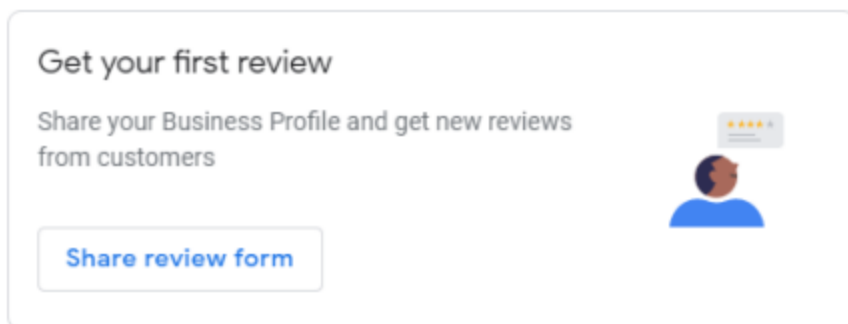 Get your first review
Share your Business Profile and get new reviews
from customers
Share review form